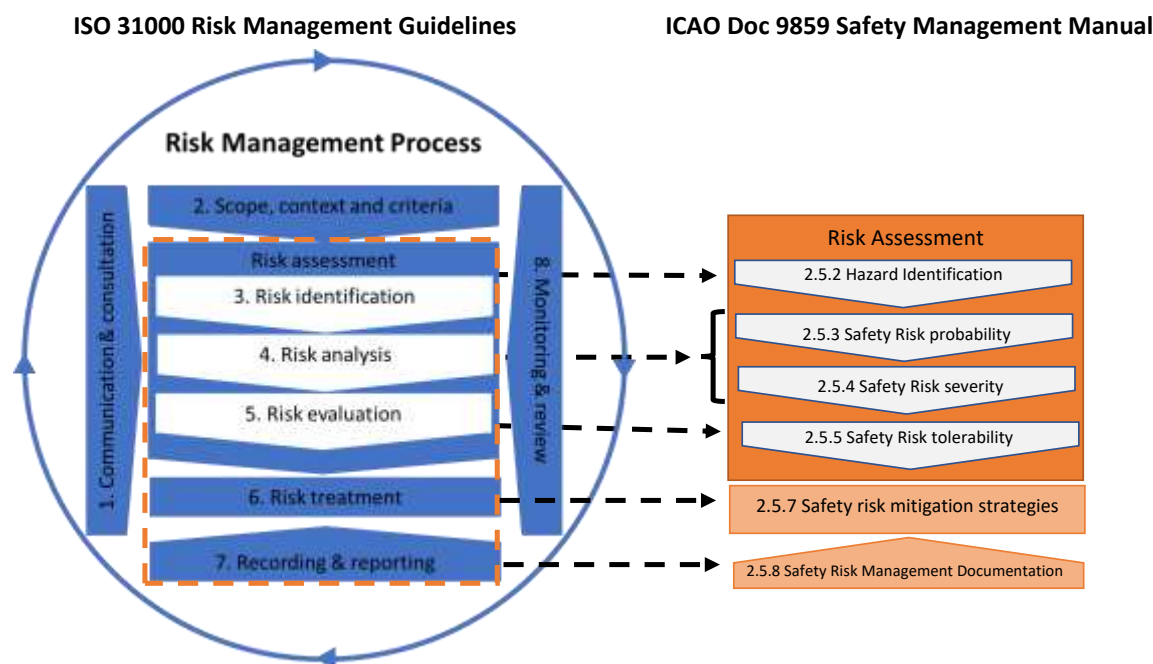 ISO 31000 Risk Management Guidelines
ICAO Doc 9859 Safety Management Manual
Risk Management Process
1. Communication & consultation
2. Scope, context and criteria
Risk assessment
3. Risk identification
4. Risk analysis
5. Risk evaluation
6. Risk treatment
7. Recording & reporting
8. Monitoring & review
Risk Assessment
2.5.2 Hazard Identification
2.5.3 Safety Risk probability
2.5.4 Safety Risk severity
2.5.5 Safety Risk tolerability
2.5.7 Safety risk mitigation strategies
2.5.8 Safety Risk Management Documentation